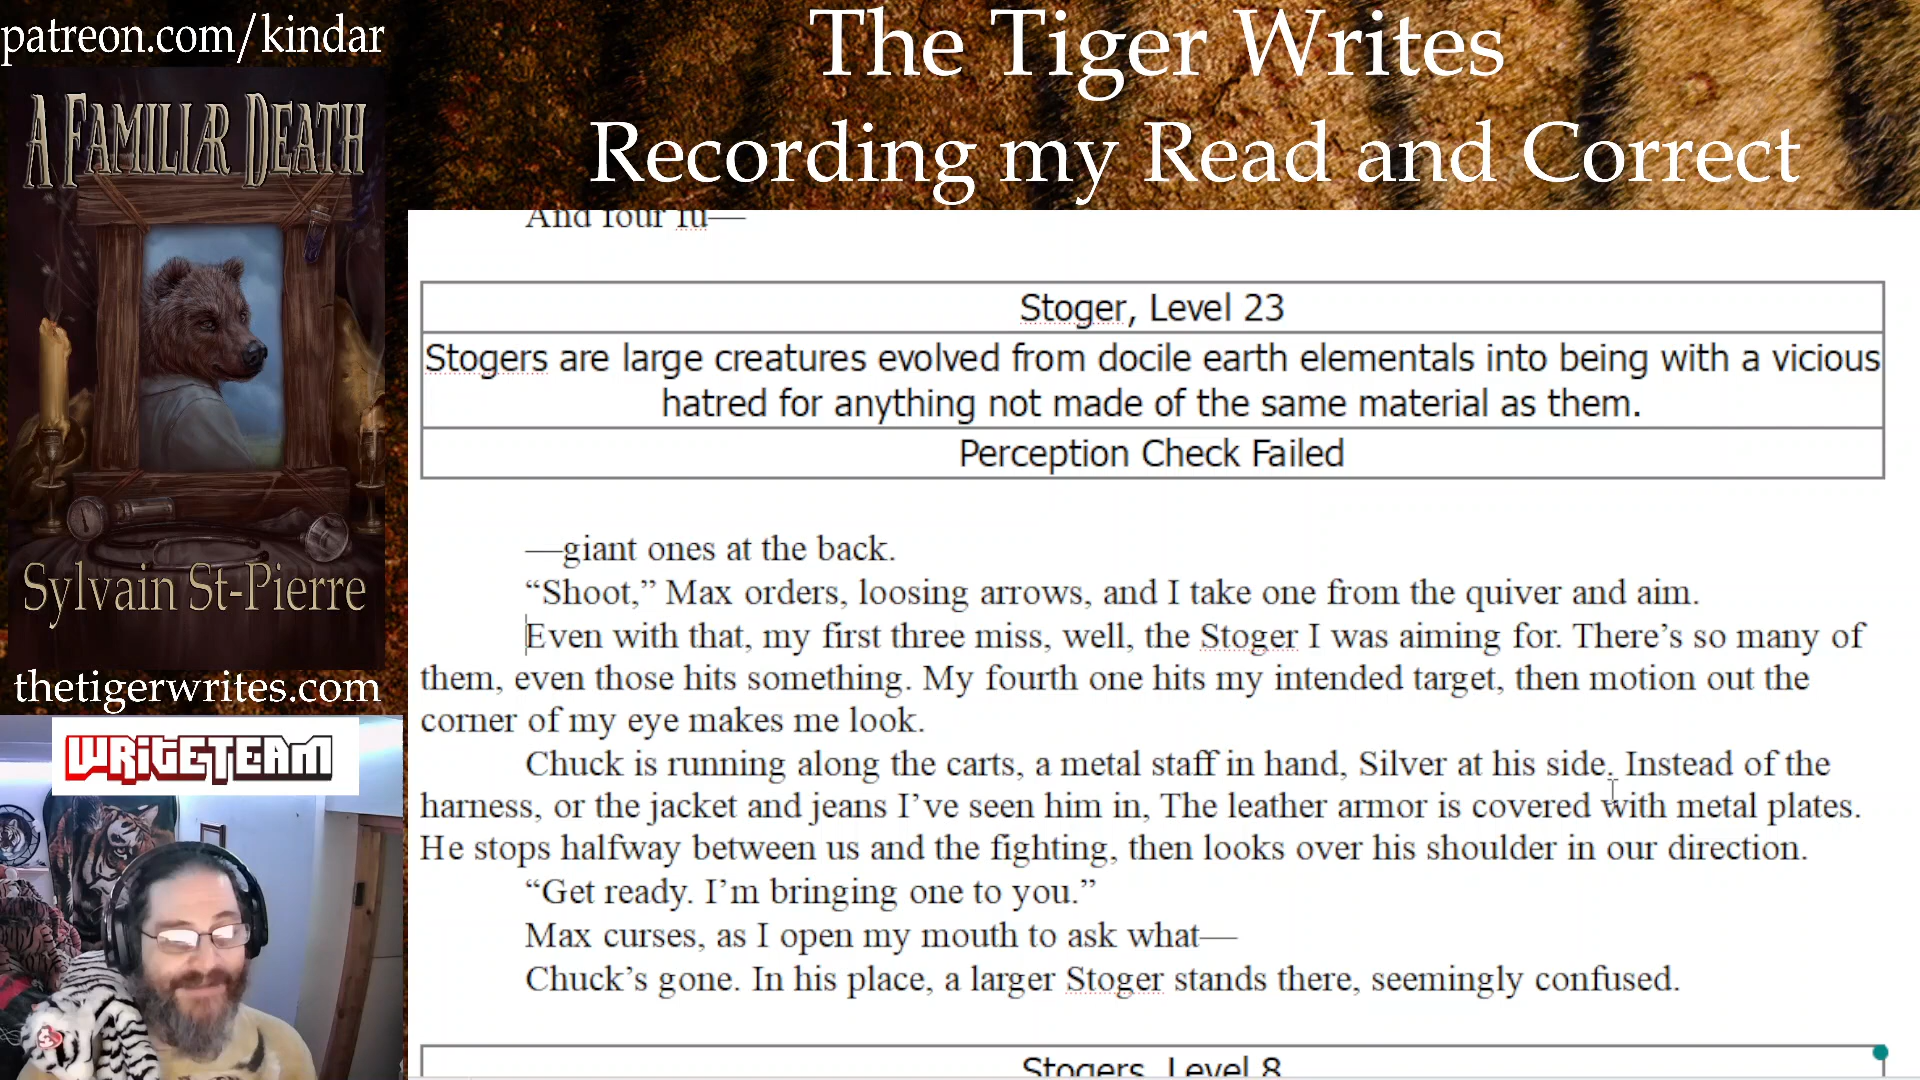 patreon.com/kindar
A FAMILIAR DEATH
Sylvain St-Pierre
thetigerwrites.com
WRITETEAM
The Tiger Writes
Recording my Read and Correct
And four fu—
Stoger, Level 23
Stogers are large creatures evolved from docile earth elementals into being with a vicious
hatred for anything not made of the same material as them.
Perception Check Failed
—giant ones at the back.
“Shoot,” Max orders, loosing arrows, and I take one from the quiver and aim.
Even with that, my first three miss, well, the Stoger I was aiming for. There’s so many of
them, even those hits something. My fourth one hits my intended target, then motion out the
corner of my eye makes me look.
Chuck is running along the carts, a metal staff in hand, Silver at his side. Instead of the
harness, or the jacket and jeans I’ve seen him in, The leather armor is covered with metal plates.
He stops halfway between us and the fighting, then looks over his shoulder in our direction.
“Get ready. I’m bringing one to you.”
Max curses, as I open my mouth to ask what—
Chuck’s gone. In his place, a larger Stoger stands there, seemingly confused.
Stogers, Level 8